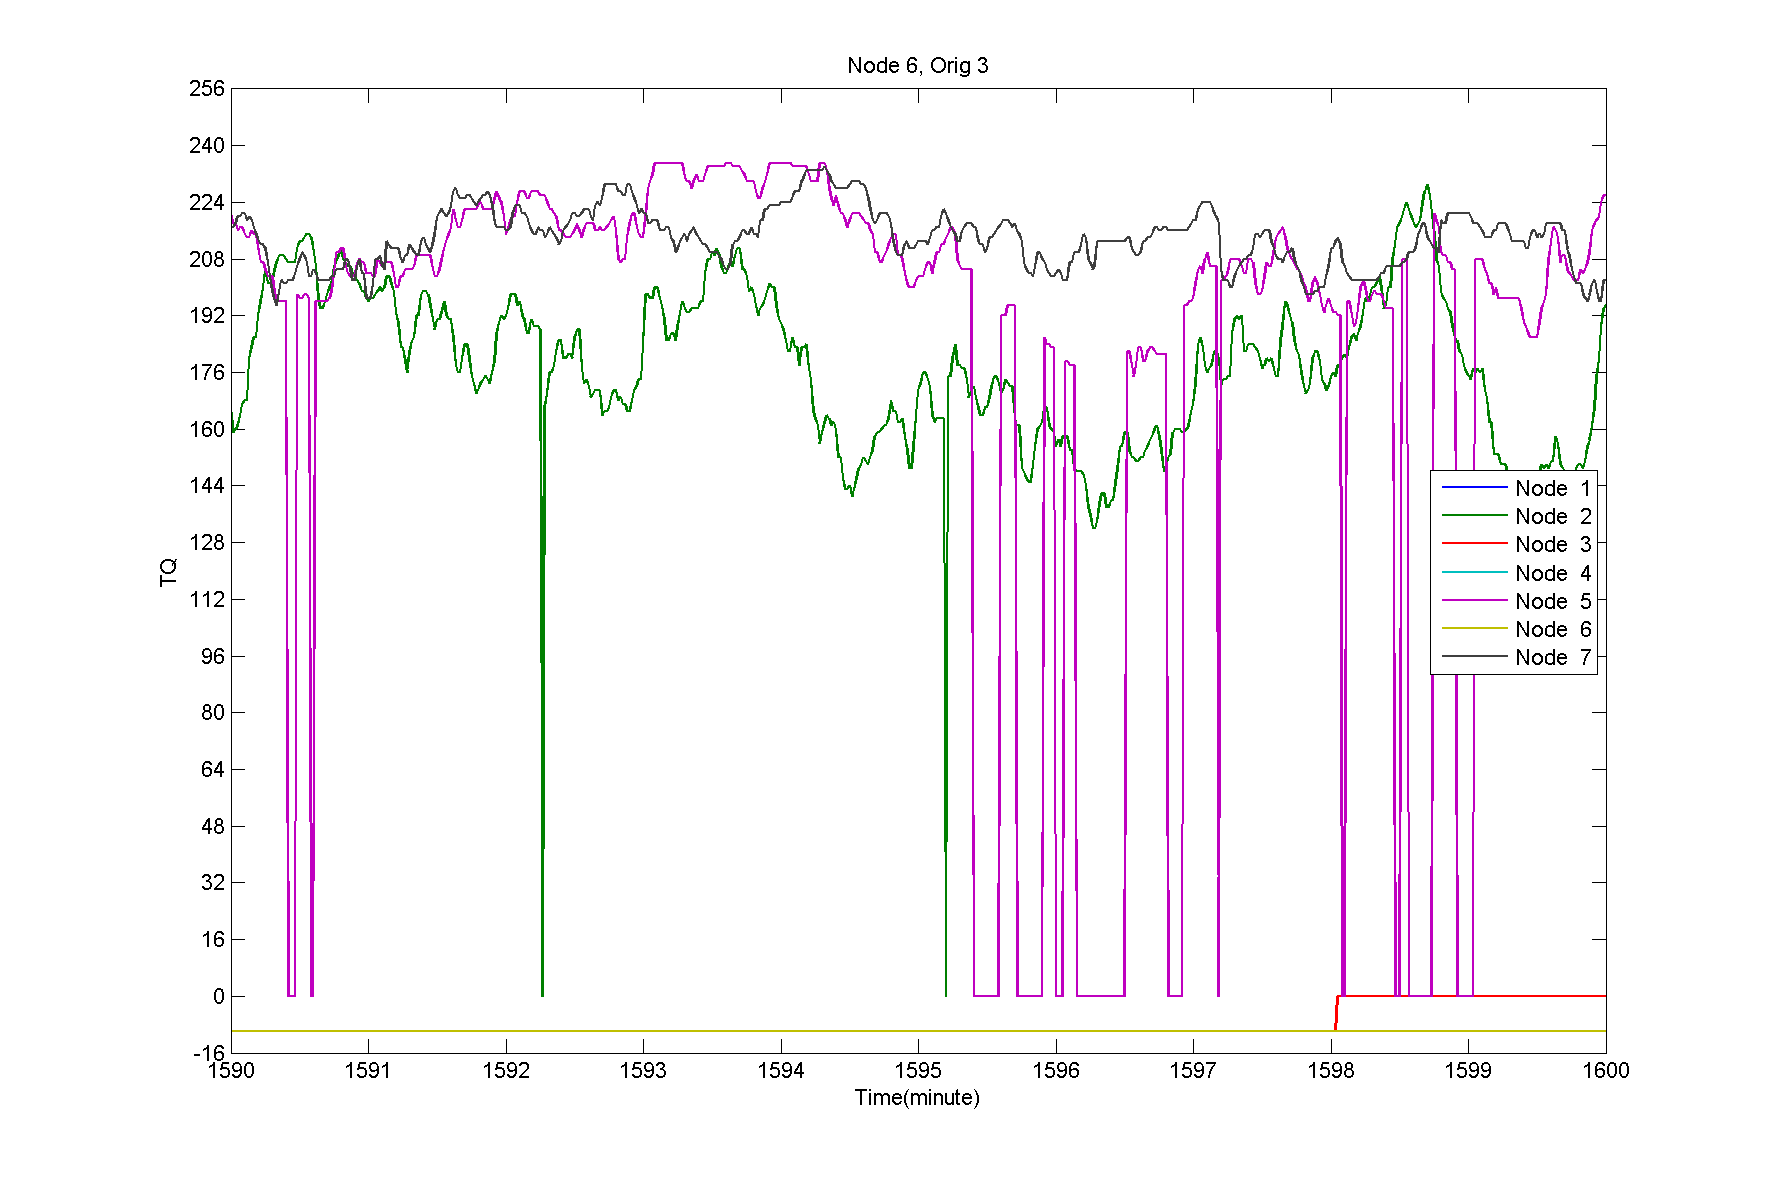 Node 6, Orig 3
256
240
224
208
192
176
160
144
128
112
96
80
64
48
32
16
0
-16
TQ
Node 1
Node 2
Node 3
Node 4
Node 5
Node 6
Node 7
1590 1591 1592 1593 1594 1595 1596 1597 1598 1599 1600
Time(minute)